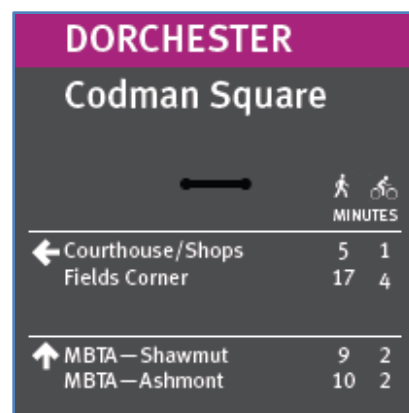 DORCHESTER
Codman Square
MINUTES
Courthouse/Shops 5 1
Fields Corner 17 4
MBTA—Shawmut 9 2
MBTA—Ashmont 10 2